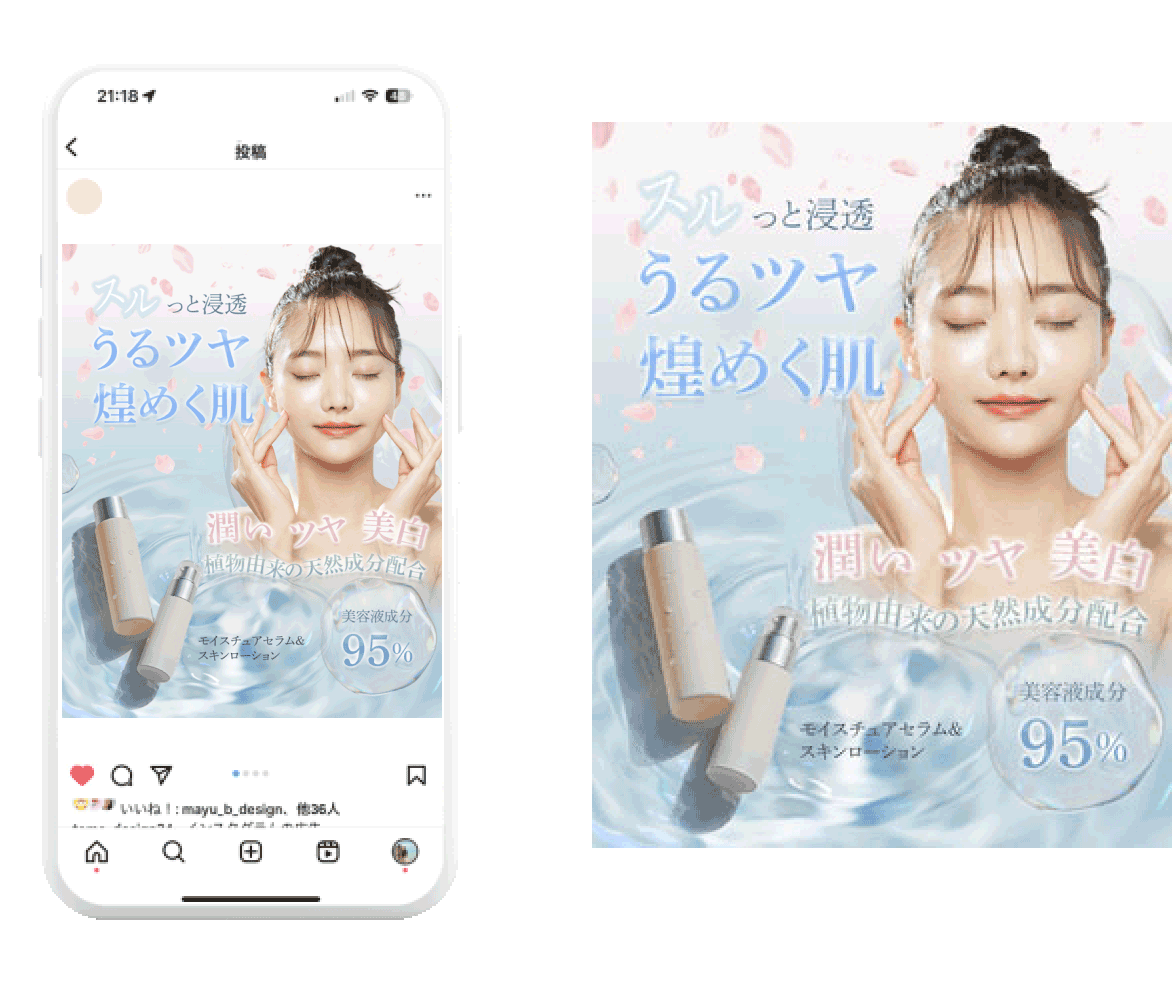 21:18
投稿
スルっと浸透
うるツヤ
煌めく肌
潤い ツヤ 美白
植物由来の天然成分配合
美容液成分
95%
モイスチュアセラム&
スキンローション
いいね！: mayu_b_design、他36人
スルっと浸透
うるツヤ
煌めく肌
潤い ツヤ 美白
植物由来の天然成分配合
美容液成分
95%
モイスチュアセラム&
スキンローション